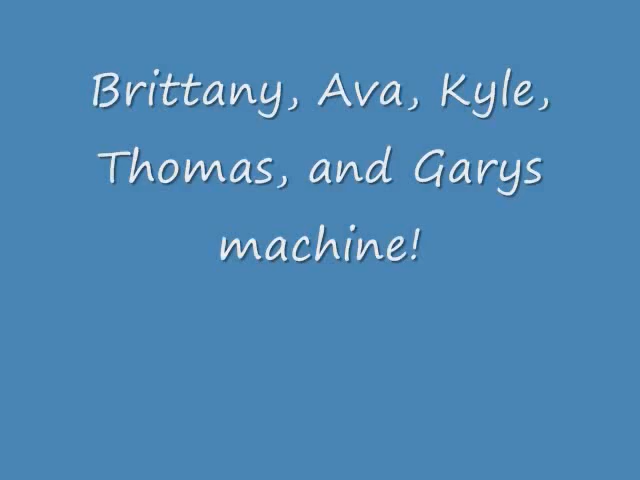 Brittany, Ava, Kyle,
Thomas, and Garys
machine!